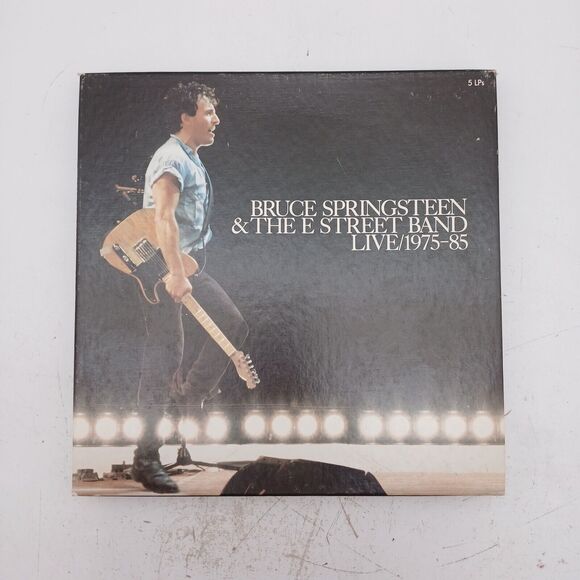 5 LPs
BRUCE SPRINGSTEEN
& THE E STREET BAND
LIVE/1975–85